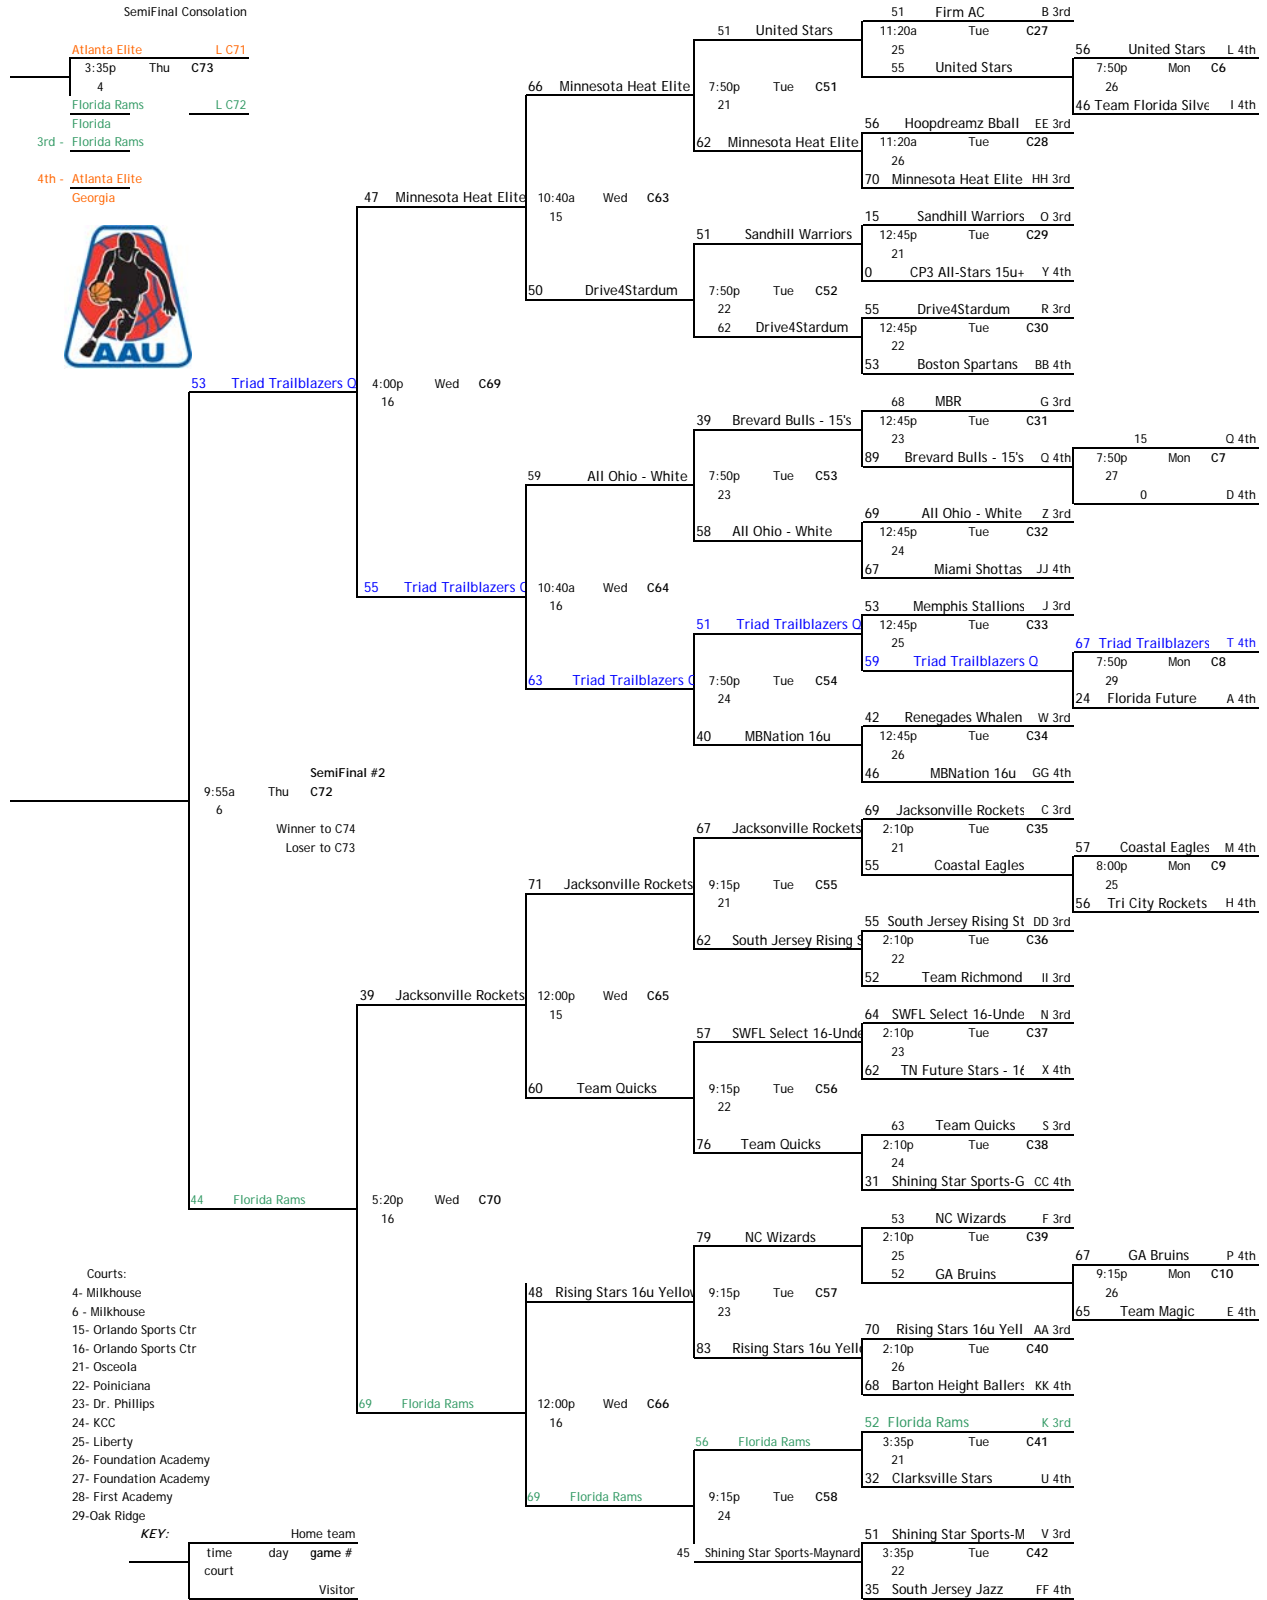 SemiFinal Consolation
51 Firm AC B 3rd
51 United Stars 11:20a Tue C27
25
Atlanta Elite L C71 56 United Stars L 4th
3:35p Thu C73 55 United Stars 7:50p Mon C6
4 66 Minnesota Heat Elite 7:50p Tue C51 26
Florida Rams L C72 21 46 Team Florida Silve I 4th
Florida 56 Hoopdreamz Bball EE 3rd
3rd - Florida Rams 62 Minnesota Heat Elite 11:20a Tue C28
26
4th - Atlanta Elite 70 Minnesota Heat Elite HH 3rd
Georgia 47 Minnesota Heat Elite 10:40a Wed C63
15 15 Sandhill Warriors O 3rd
51 Sandhill Warriors 12:45p Tue C29
21
0 CP3 All-Stars 15u+ Y 4th
50 Drive4Stardum 7:50p Tue C52
22 55 Drive4Stardum R 3rd
62 Drive4Stardum 12:45p Tue C30
22
AAU
53 Boston Spartans BB 4th
53 Triad Trailblazers Q 4:00p Wed C69
16 68 MBR G 3rd
39 Brevard Bulls - 15's 12:45p Tue C31
23 15 Q 4th
89 Brevard Bulls - 15's Q 4th 7:50p Mon C7
59 All Ohio - White 7:50p Tue C53 27
23 0 D 4th
69 All Ohio - White Z 3rd
58 All Ohio - White 12:45p Tue C32
24
67 Miami Shottas JJ 4th
55 Triad Trailblazers Q 10:40a Wed C64
16 53 Memphis Stallions J 3rd
51 Triad Trailblazers Q 12:45p Tue C33
25 67 Triad Trailblazers T 4th
59 Triad Trailblazers Q 7:50p Mon C8
63 Triad Trailblazers Q 7:50p Tue C54 29
24 24 Florida Future A 4th
42 Renegades Whalen W 3rd
40 MBNation 16u 12:45p Tue C34
26
SemiFinal #2 46 MBNation 16u GG 4th
9:55a Thu C72
6 69 Jacksonville Rockets C 3rd
Winner to C74 67 Jacksonville Rockets 2:10p Tue C35
Loser to C73 21 57 Coastal Eagles M 4th
55 Coastal Eagles 8:00p Mon C9
71 Jacksonville Rockets 9:15p Tue C55 25
21 56 Tri City Rockets H 4th
55 South Jersey Rising St DD 3rd
62 South Jersey Rising S 2:10p Tue C36
22
52 Team Richmond II 3rd
39 Jacksonville Rockets 12:00p Wed C65
15 64 SWFL Select 16-Unde N 3rd
57 SWFL Select 16-Unde 2:10p Tue C37
23
62 TN Future Stars - 16 X 4th
60 Team Quicks 9:15p Tue C56
22
63 Team Quicks S 3rd
76 Team Quicks 2:10p Tue C38
24
31 Shining Star Sports-G CC 4th
44 Florida Rams 5:20p Wed C70
16 53 NC Wizards F 3rd
79 NC Wizards 2:10p Tue C39
25 67 GA Bruins P 4th
Courts: 52 GA Bruins 9:15p Mon C10
4- Milkhouse 48 Rising Stars 16u Yellow 9:15p Tue C57 26
6 - Milkhouse 23 65 Team Magic E 4th
15- Orlando Sports Ctr 70 Rising Stars 16u Yell AA 3rd
16- Orlando Sports Ctr 83 Rising Stars 16u Yello 2:10p Tue C40
21- Osceola 26
22- Poiniciana 68 Barton Height Ballers KK 4th
23- Dr. Phillips 69 Florida Rams 12:00p Wed C66
24- KCC 16 52 Florida Rams K 3rd
25- Liberty 56 Florida Rams 3:35p Tue C41
26- Foundation Academy 21
27- Foundation Academy 32 Clarksville Stars U 4th
28- First Academy 69 Florida Rams 9:15p Tue C58
29-Oak Ridge 24
KEY: Home team 51 Shining Star Sports-M V 3rd
time day game # 45 Shining Star Sports-Maynard 3:35p Tue C42
court 22
Visitor 35 South Jersey Jazz FF 4th